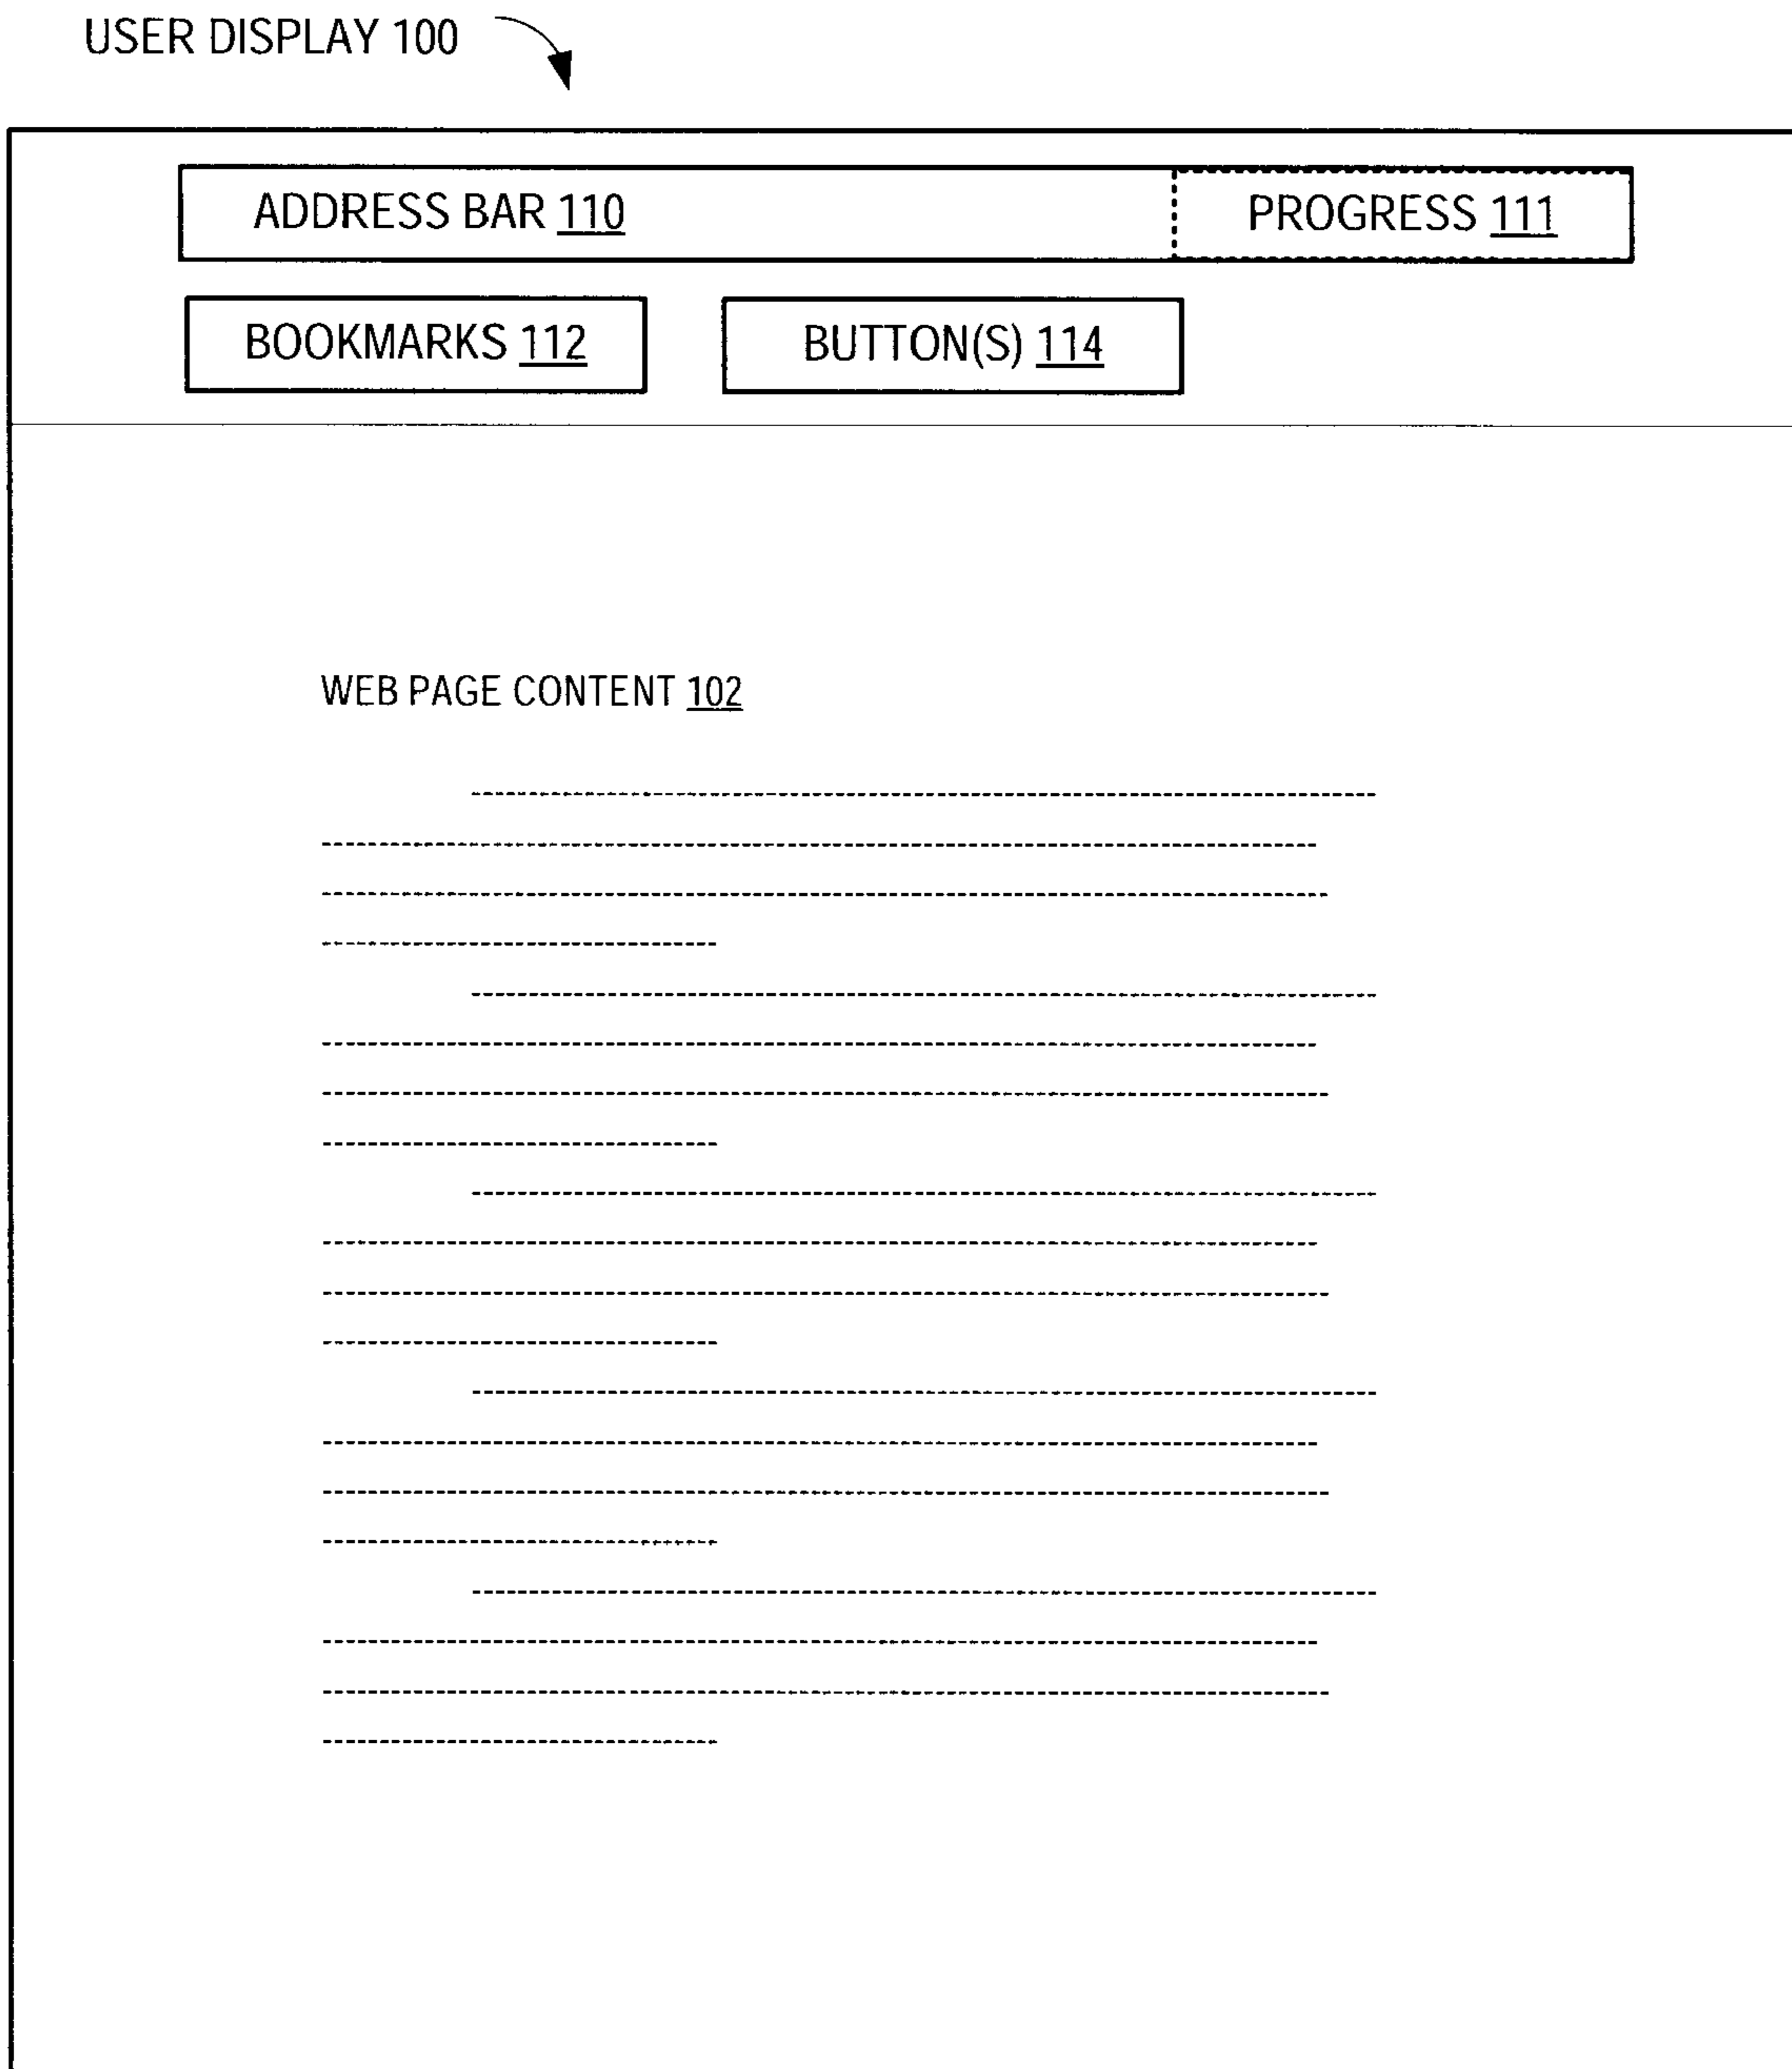 USER DISPLAY 100
ADDRESS BAR 110 PROGRESS 111
BOOKMARKS 112 BUTTON(S) 114
WEB PAGE CONTENT 102